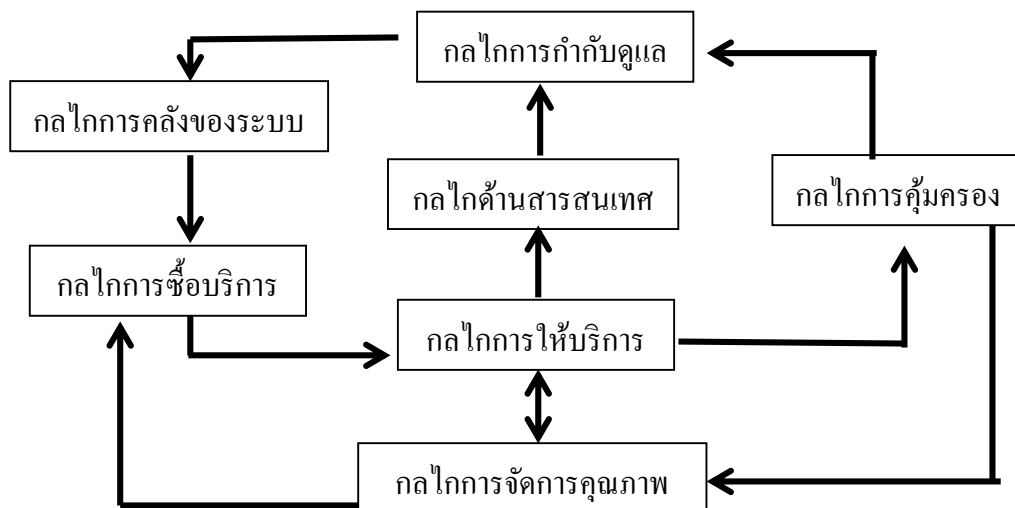 กลไกการกำกับดูแล
กลไกการคลังของระบบ
กลไกด้านสารสนเทศ
กลไกการคุ้มครอง
กลไกการซื้อบริการ
กลไกการให้บริการ
กลไกการจัดการคุณภาพ